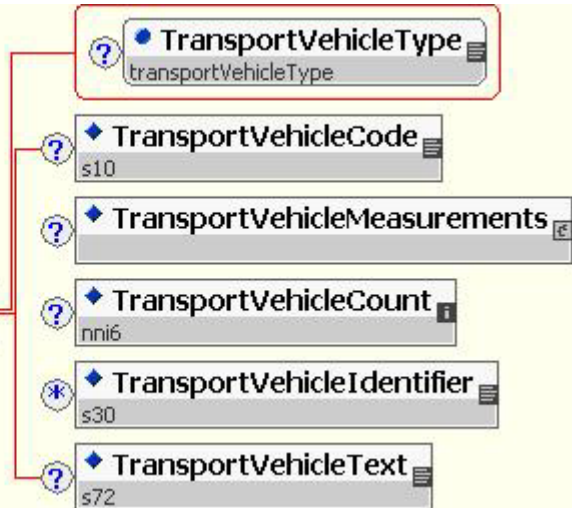 ? TransportVehicleType
transportVehicleType
? TransportVehicleCode
s10
? TransportVehicleMeasurements
? TransportVehicleCount
nni6
* TransportVehicleIdentifier
s30
? TransportVehicleText
s72